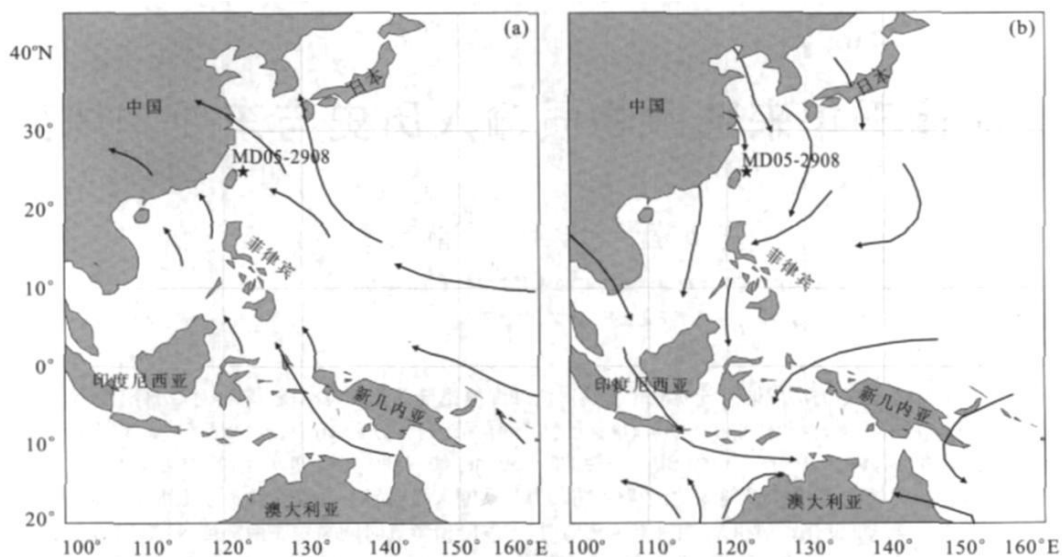 (a)
40°N
30°
20°
10°
0°
10°
20°
中国
日本
MD05-2908
菲律宾
印度尼西亚
新几内亚
澳大利亚
100°
110°
120°
130°
140°
150°
160°E
(b)
中国
日本
MD05-2908
菲律宾
印度尼西亚
新几内亚
澳大利亚
100°
110°
120°
130°
140°
150°
160°E